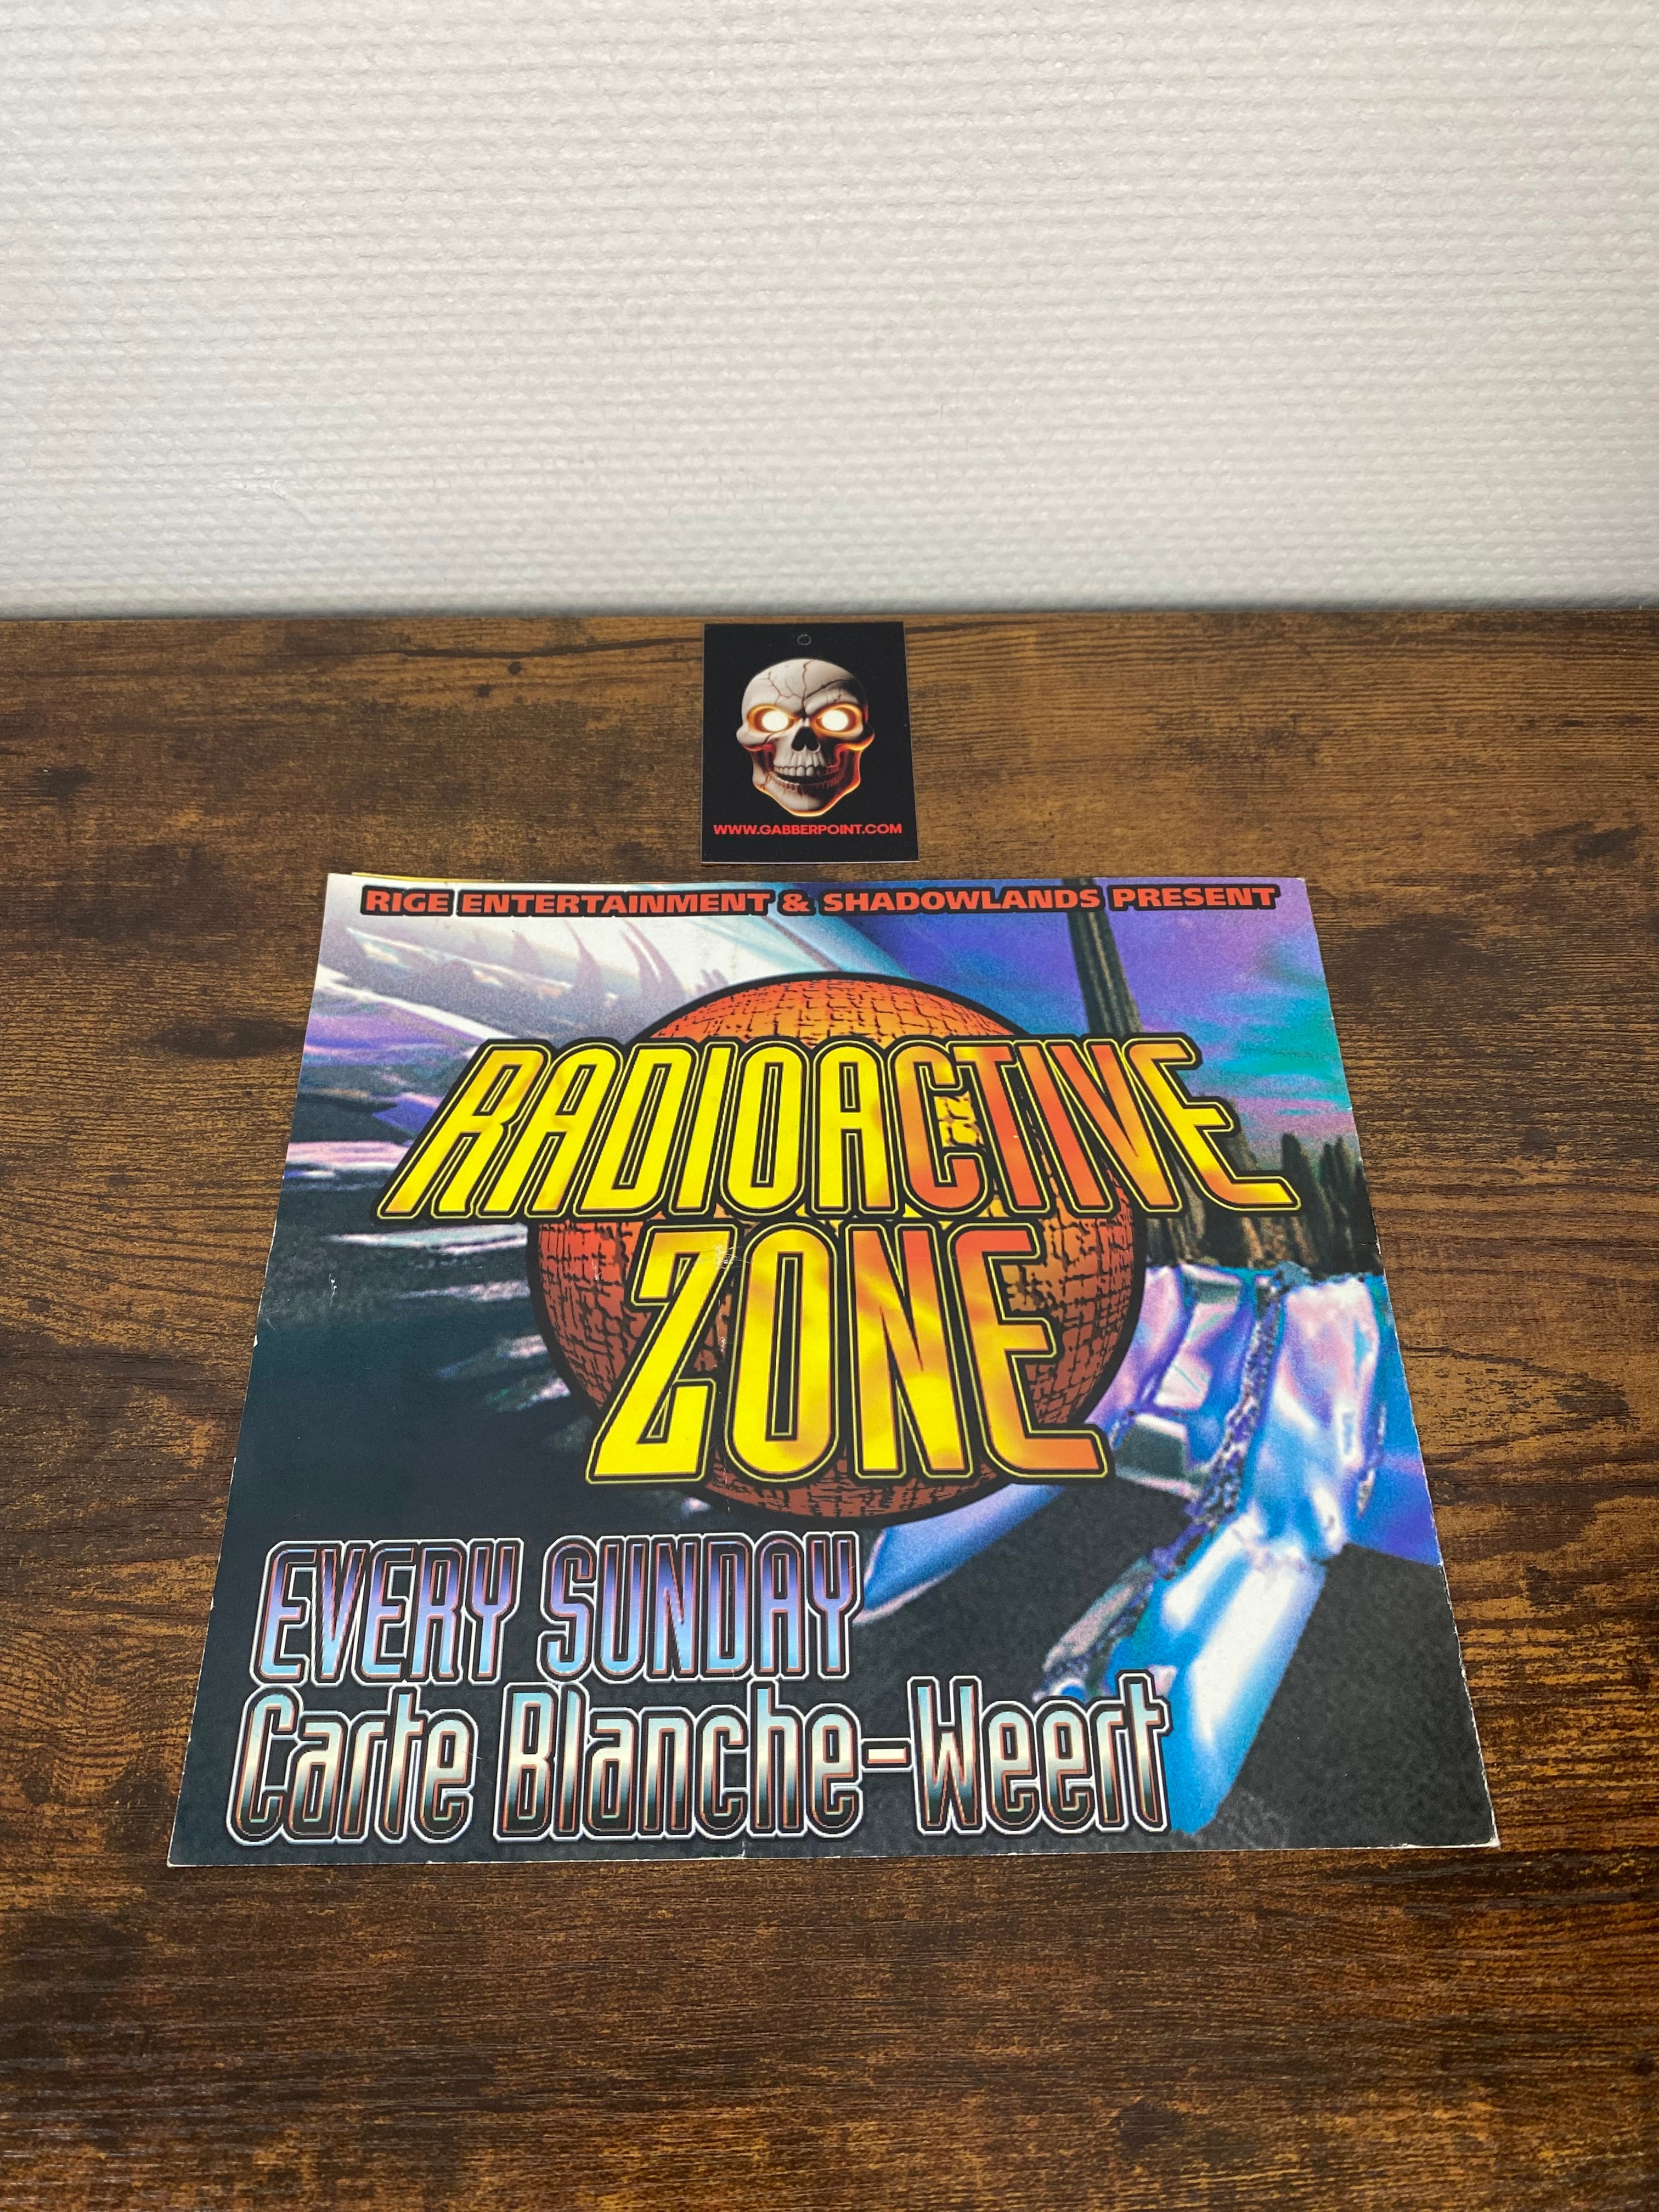 WWW.GABBERPOINT.COM
RIGE ENTERTAINMENT & SHADOWLANDS PRESENT
RADIOACTIVE
ZONE
EVERY SUNDAY
Carte Blanche-Weert